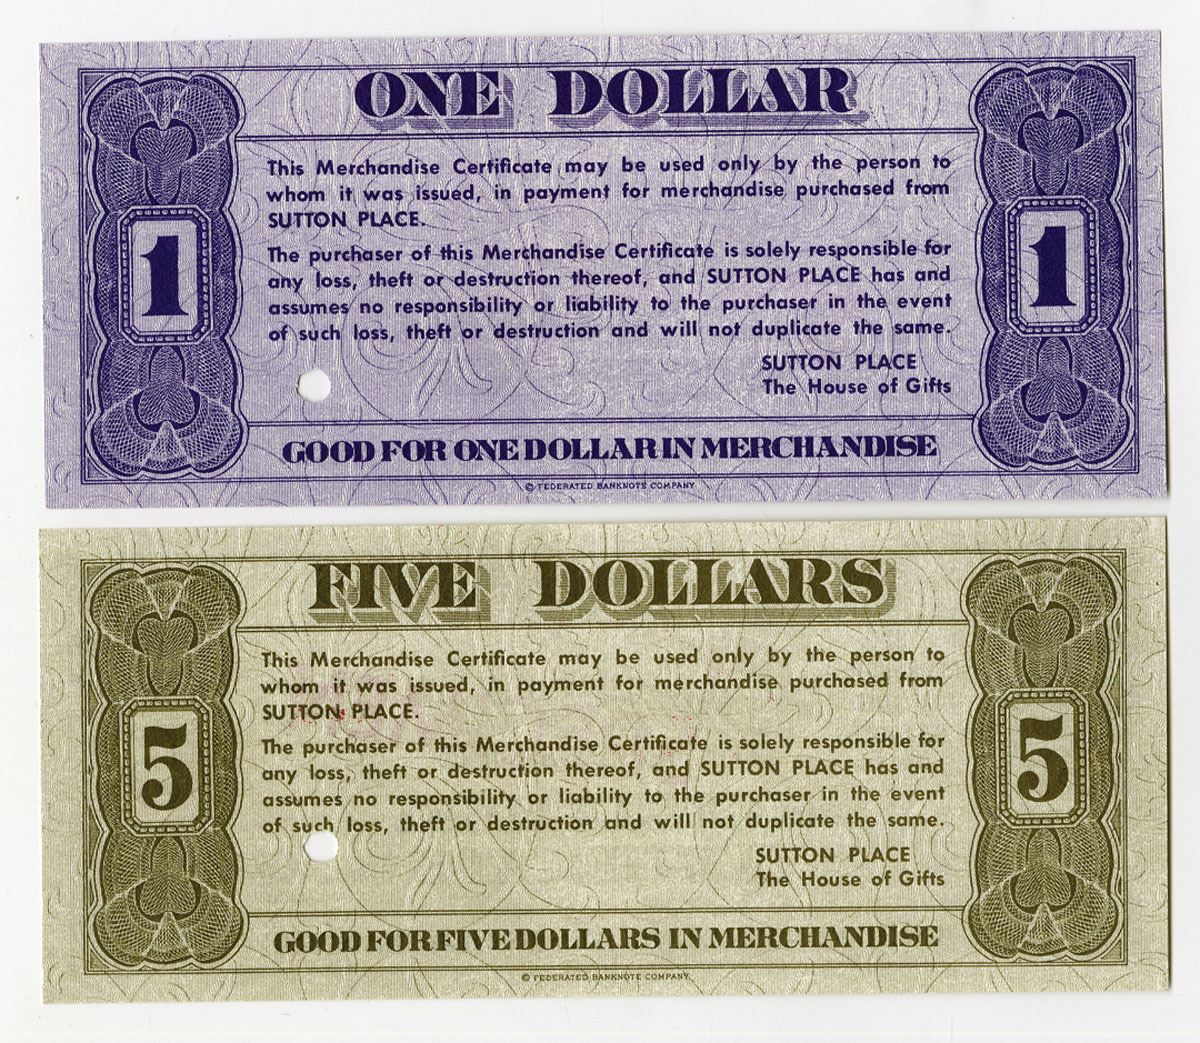 ONE DOLLAR
This Merchandise Certificate may be used only by the person to
whom it was issued, in payment for merchandise purchased from
SUTTON PLACE.
The purchaser of this Merchandise Certificate is solely responsible for
any loss, theft or destruction thereof, and SUTTON PLACE has and
assumes no responsibility or liability to the purchaser in the event
of such loss, theft or destruction and will not duplicate the same.
1
1
SUTTON PLACE
The House of Gifts
GOOD FOR ONE DOLLAR IN MERCHANDISE
© FEDERATED BANKNOTE COMPANY
FIVE DOLLARS
This Merchandise Certificate may be used only by the person to
whom it was issued, in payment for merchandise purchased from
SUTTON PLACE.
The purchaser of this Merchandise Certificate is solely responsible for
any loss, theft or destruction thereof, and SUTTON PLACE has and
assumes no responsibility or liability to the purchaser in the event
of such loss, theft or destruction and will not duplicate the same.
5
5
SUTTON PLACE
The House of Gifts
GOOD FOR FIVE DOLLARS IN MERCHANDISE
© FEDERATED BANKNOTE COMPANY